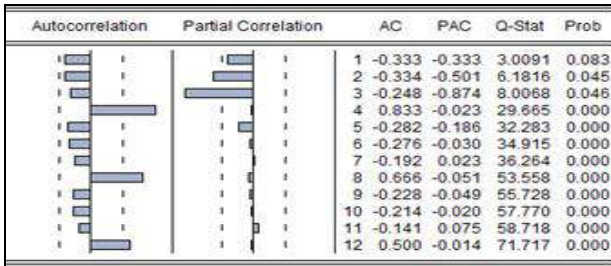 Autocorrelation Partial Correlation AC PAC Q-Stat Prob
1 -0.333 -0.333 3.0091 0.083
2 -0.334 -0.501 6.1816 0.045
3 -0.248 -0.874 8.0068 0.046
4 0.833 -0.023 29.665 0.000
5 -0.282 -0.186 32.283 0.000
6 -0.276 -0.030 34.915 0.000
7 -0.192 0.023 36.264 0.000
8 0.666 -0.051 53.558 0.000
9 -0.228 -0.049 55.728 0.000
10 -0.214 -0.020 57.770 0.000
11 -0.141 0.075 58.718 0.000
12 0.500 -0.014 71.717 0.000